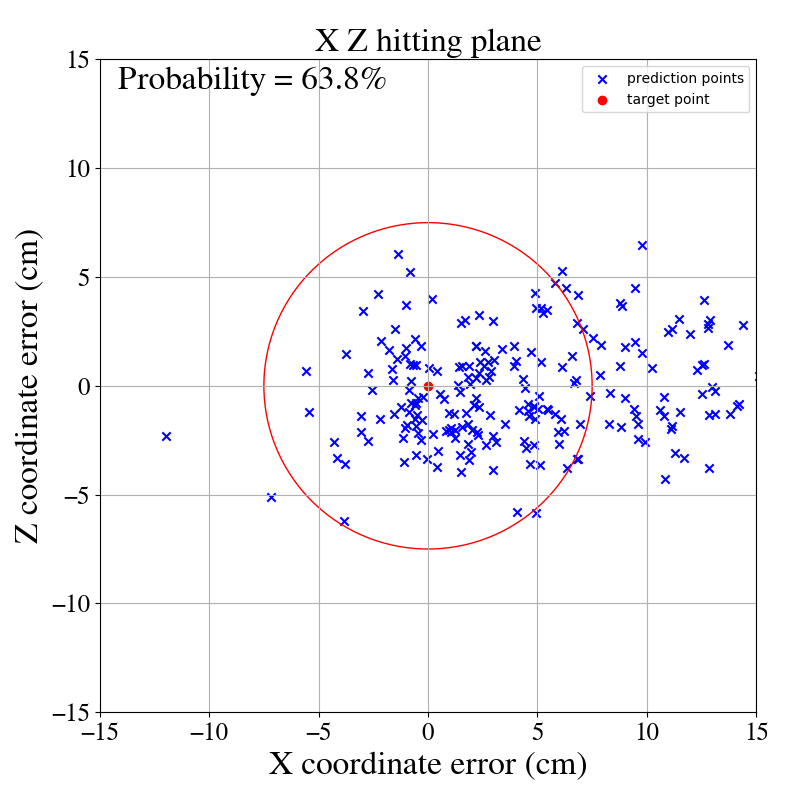 X Z hitting plane
Probability = 63.8%
prediction points
target point
15
10
5
0
−5
−10
−15
Z coordinate error (cm)
−15 −10 −5 0 5 10 15
X coordinate error (cm)